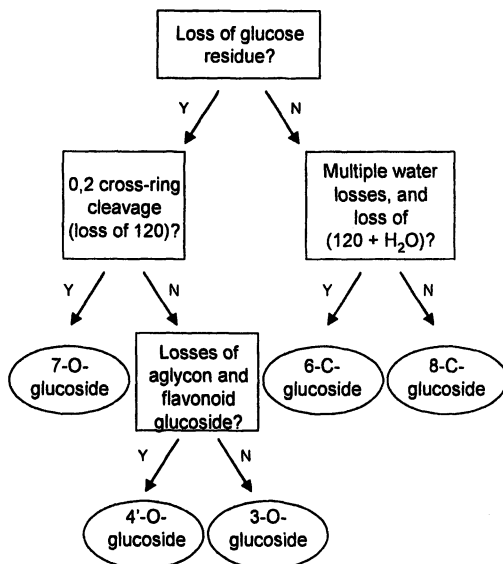 Loss of glucose
residue?
Y
N
0,2 cross-ring
cleavage
(loss of 120)?
Multiple water
losses, and
loss of
(120 + H₂O)?
Y
N
Y
N
7-O-
glucoside
Losses of
aglycon and
flavonoid
glucoside?
6-C-
glucoside
8-C-
glucoside
Y
N
4'-O-
glucoside
3-O-
glucoside